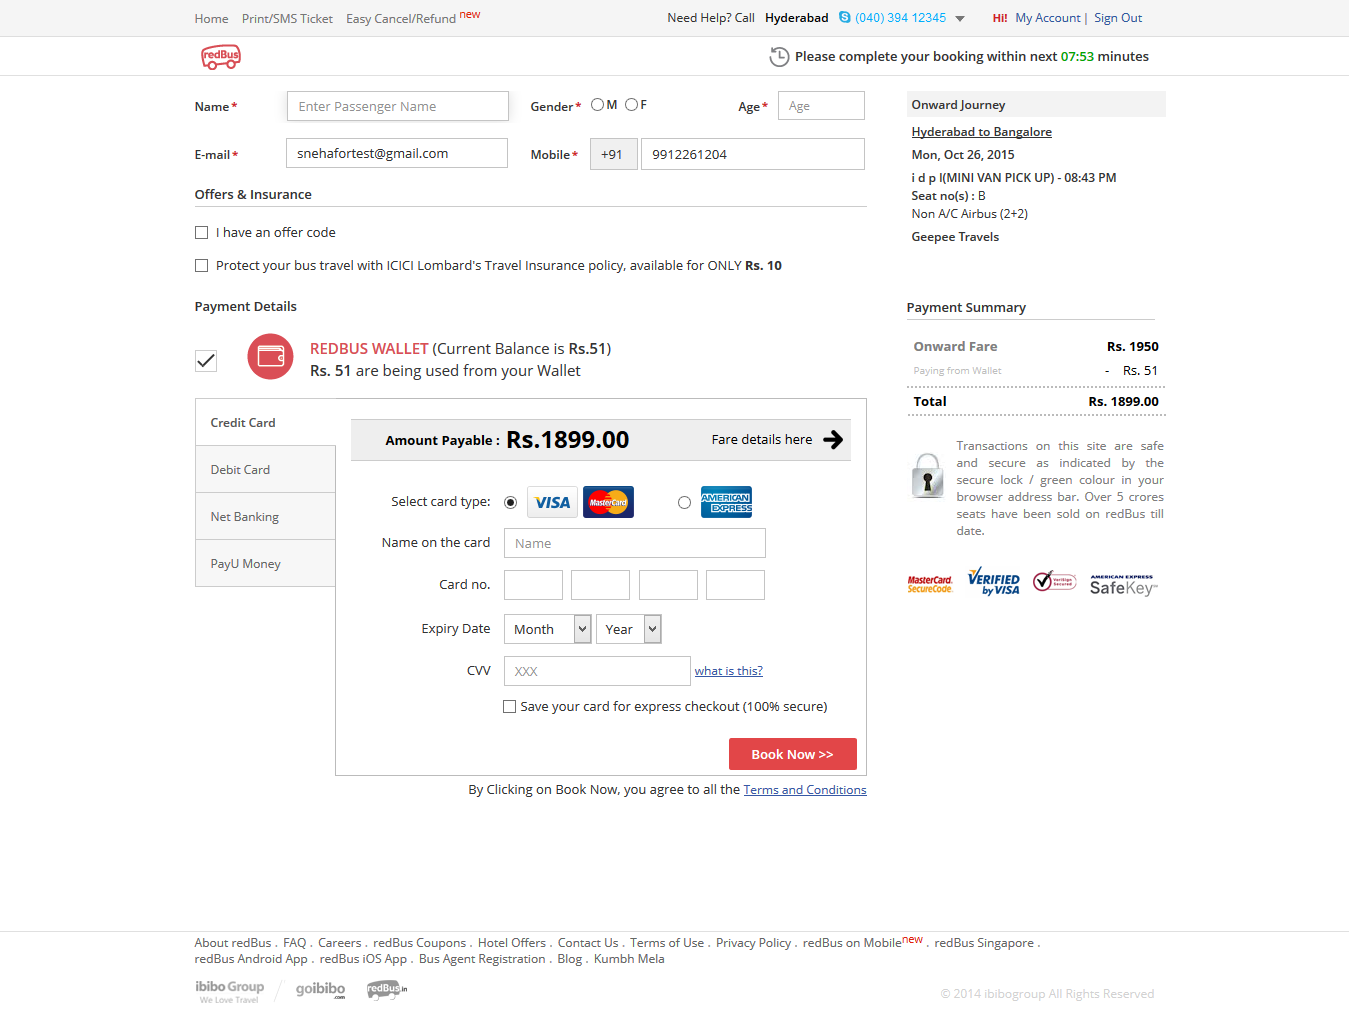 Home Print/SMS Ticket Easy Cancel/Refund new Need Help? Call Hyderabad (040) 394 12345 Hi! My Account | Sign Out
redBus Please complete your booking within next 07:53 minutes
Name* Enter Passenger Name Gender* M F Age* Age
E-mail* snehafortest@gmail.com Mobile* +91 9912261204
Offers & Insurance
I have an offer code
Protect your bus travel with ICICI Lombard's Travel Insurance policy, available for ONLY Rs. 10
Onward Journey
Hyderabad to Bangalore
Mon, Oct 26, 2015
i d p l(MINI VAN PICK UP) - 08:43 PM
Seat no(s) : B
Non A/C Airbus (2+2)
Geepee Travels
Payment Details
REDBUS WALLET (Current Balance is Rs.51)
Rs. 51 are being used from your Wallet
Credit Card
Debit Card
Net Banking
PayU Money
Amount Payable : Rs.1899.00 Fare details here
Select card type: VISA MasterCard AMERICAN EXPRESS
Name on the card Name
Card no.
Expiry Date Month Year
CVV XXX what is this?
Save your card for express checkout (100% secure)
Book Now >>
By Clicking on Book Now, you agree to all the Terms and Conditions
Payment Summary
Onward Fare Rs. 1950
Paying from Wallet - Rs. 51
Total Rs. 1899.00
Transactions on this site are safe
and secure as indicated by the
secure lock / green colour in your
browser address bar. Over 5 crores
seats have been sold on redBus till
date.
MasterCard SecureCode. VERIFIED by VISA VeriSign Secured AMERICAN EXPRESS SafeKey
About redBus . FAQ . Careers . redBus Coupons . Hotel Offers . Contact Us . Terms of Use . Privacy Policy . redBus on Mobile new . redBus Singapore .
redBus Android App . redBus iOS App . Bus Agent Registration . Blog . Kumbh Mela
ibibo Group We Love Travel goibibo.com redBus.in
© 2014 ibibogroup All Rights Reserved